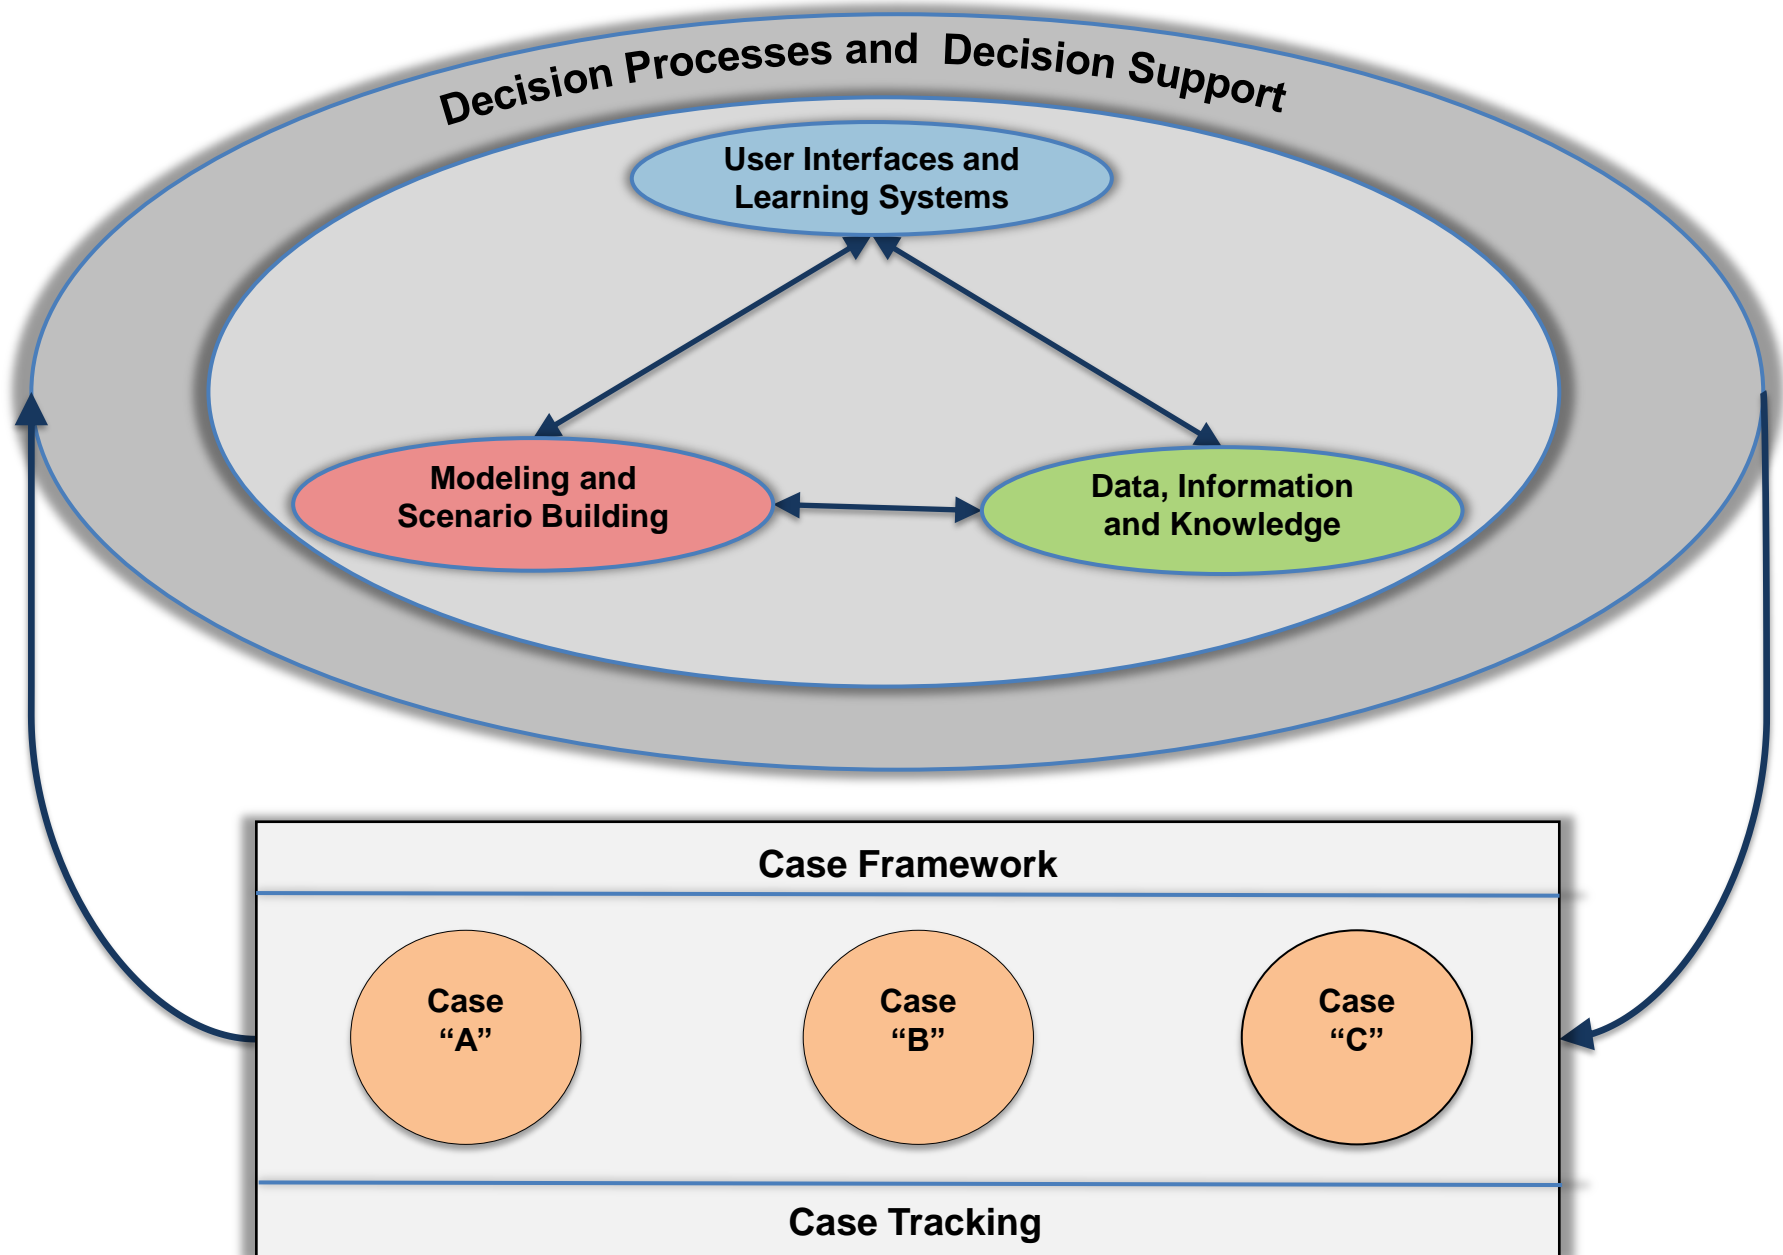 Decision Processes and Decision Support
User Interfaces and
Learning Systems
Modeling and
Scenario Building
Data, Information
and Knowledge
Case Framework
Case
“A”
Case
“B”
Case
“C”
Case Tracking